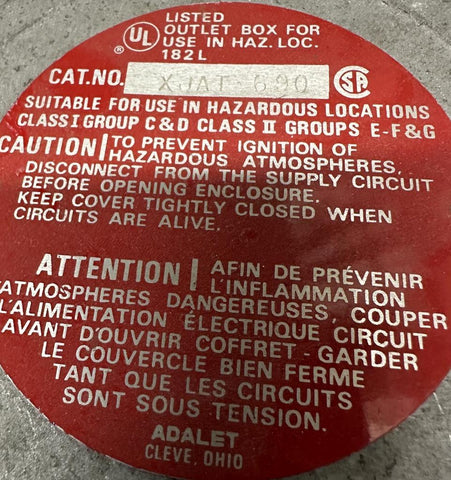 LISTED
OUTLET BOX FOR
USE IN HAZ. LOC.
182L
UL
®
CAT.NO. XJAT 690 SA
SUITABLE FOR USE IN HAZARDOUS LOCATIONS
CLASS I GROUP C&D CLASS II GROUPS E-F&G
CAUTION TO PREVENT IGNITION OF
HAZARDOUS ATMOSPHERES,
DISCONNECT FROM THE SUPPLY CIRCUIT
BEFORE OPENING ENCLOSURE.
KEEP COVER TIGHTLY CLOSED WHEN
CIRCUITS ARE ALIVE.
ATTENTION AFIN DE PRÉVENIR
L'INFLAMMATION
ATMOSPHÈRES DANGEREUSES, COUPER
L'ALIMENTATION ÉLECTRIQUE CIRCUIT
AVANT D'OUVRIR COFFRET - GARDER
LE COUVERCLE BIEN FERME
TANT QUE LES CIRCUITS
SONT SOUS TENSION.
ADALET
CLEVE, OHIO